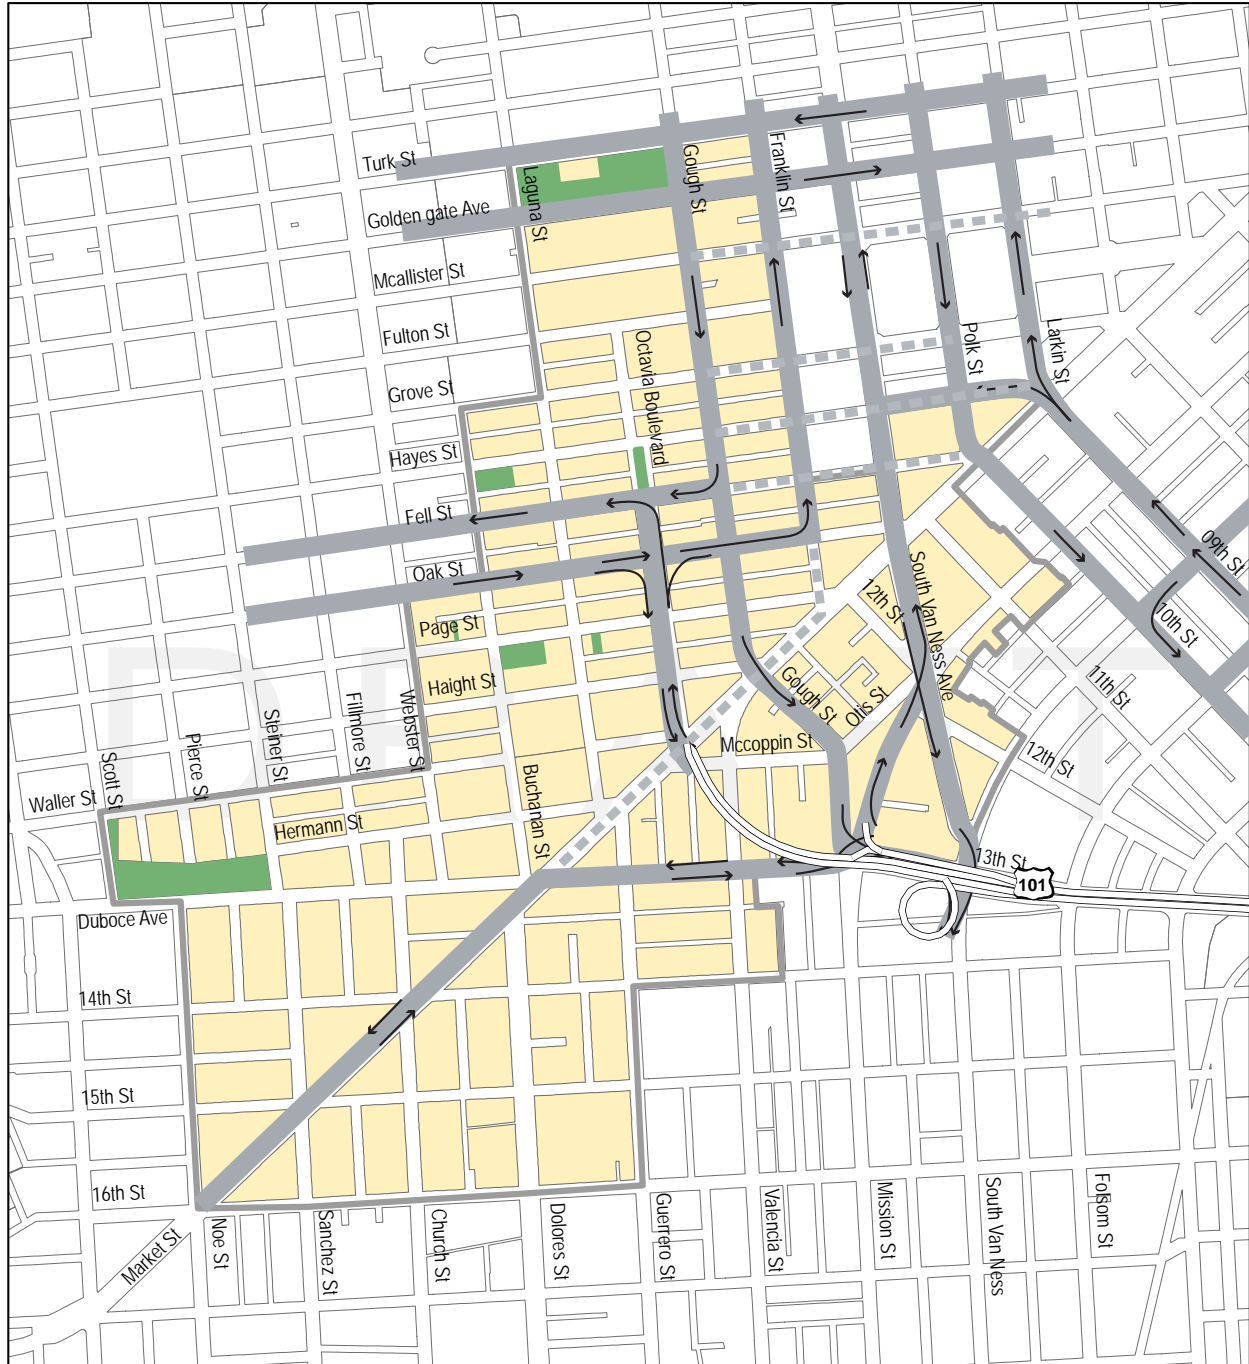 Turk St
Golden gate Ave
Laguna St
Gough St
Franklin St
Mcallister St
Fulton St
Grove St
Octavia Boulevard
Polk St
Larkin St
Hayes St
Fell St
Oak St
Page St
Haight St
South Van Ness Ave
12th St
09th St
10th St
11th St
12th St
Gough St
Otis St
Mccoppin St
Webster St
Fillmore St
Steiner St
Pierce St
Scott St
Waller St
Hermann St
Buchanan St
13th St
101
Duboce Ave
14th St
15th St
16th St
Market St
Noe St
Sanchez St
Church St
Dolores St
Guerrero St
Valencia St
Mission St
South Van Ness
Folsom St
DRAFT